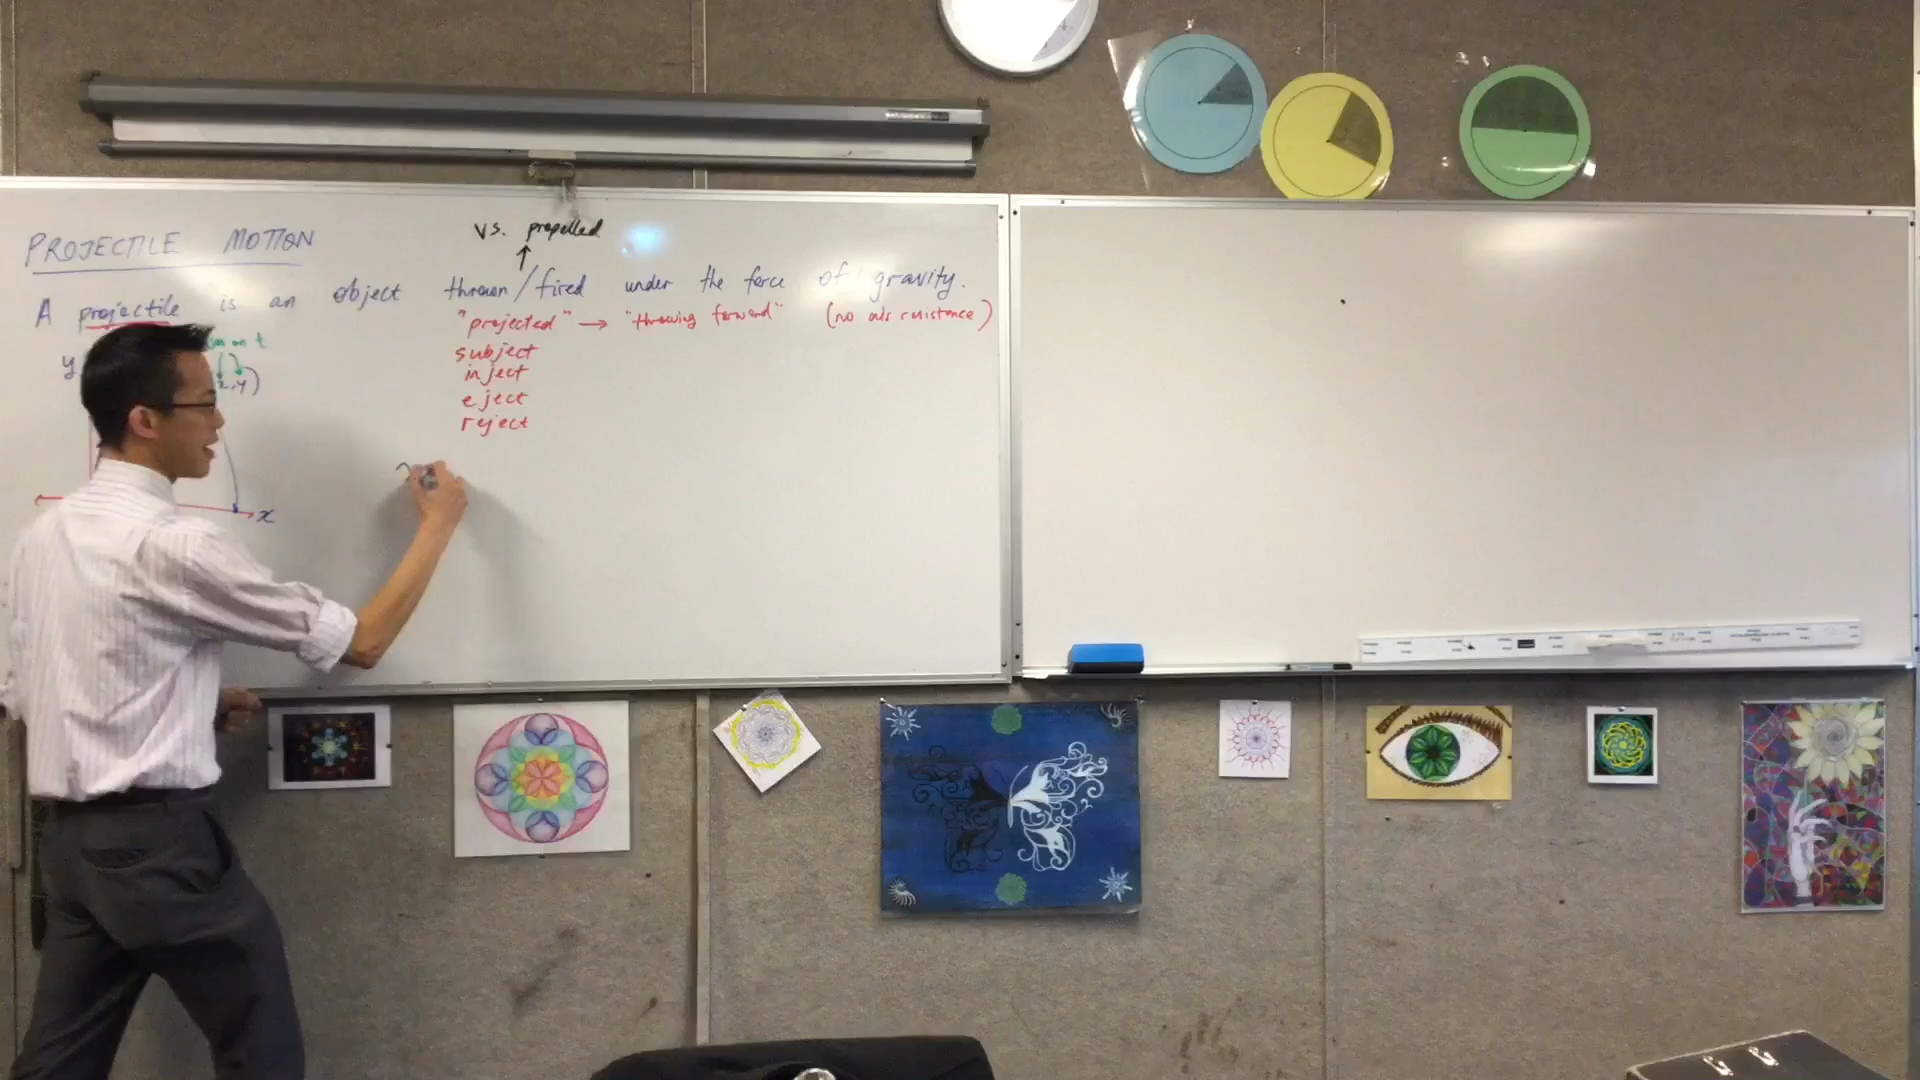 PROJECTILE MOTION
vs. propelled
A projectile is an object thrown/fired under the force of gravity.
"projected" → "throwing forward" (no air resistance)
subject
inject
eject
reject
y
on t
x, y)
x